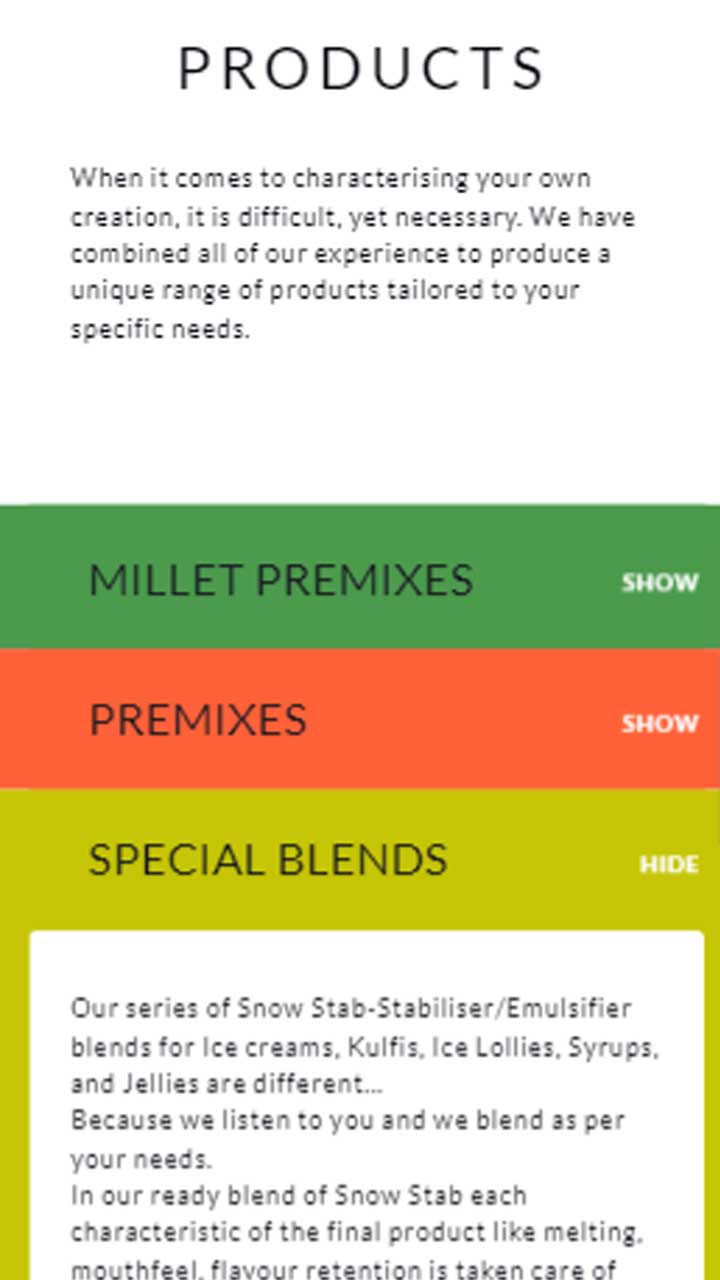 PRODUCTS
When it comes to characterising your own
creation, it is difficult, yet necessary. We have
combined all of our experience to produce a
unique range of products tailored to your
specific needs.
MILLET PREMIXES SHOW
PREMIXES SHOW
SPECIAL BLENDS HIDE
Our series of Snow Stab-Stabiliser/Emulsifier
blends for Ice creams, Kulfis, Ice Lollies, Syrups,
and Jellies are different...
Because we listen to you and we blend as per
your needs.
In our ready blend of Snow Stab each
characteristic of the final product like melting,
mouthfeel, flavour retention is taken care of